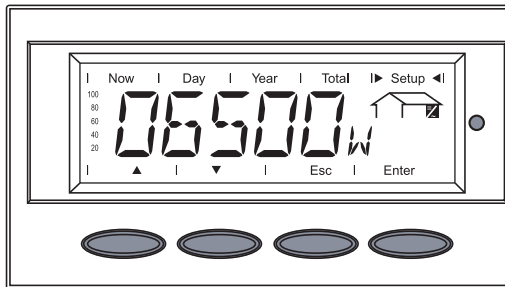 | Now | Day | Year | Total |▶ Setup ◀|
100
80
60
40
20
06500W
| ▲ | ▼ | Esc | Enter